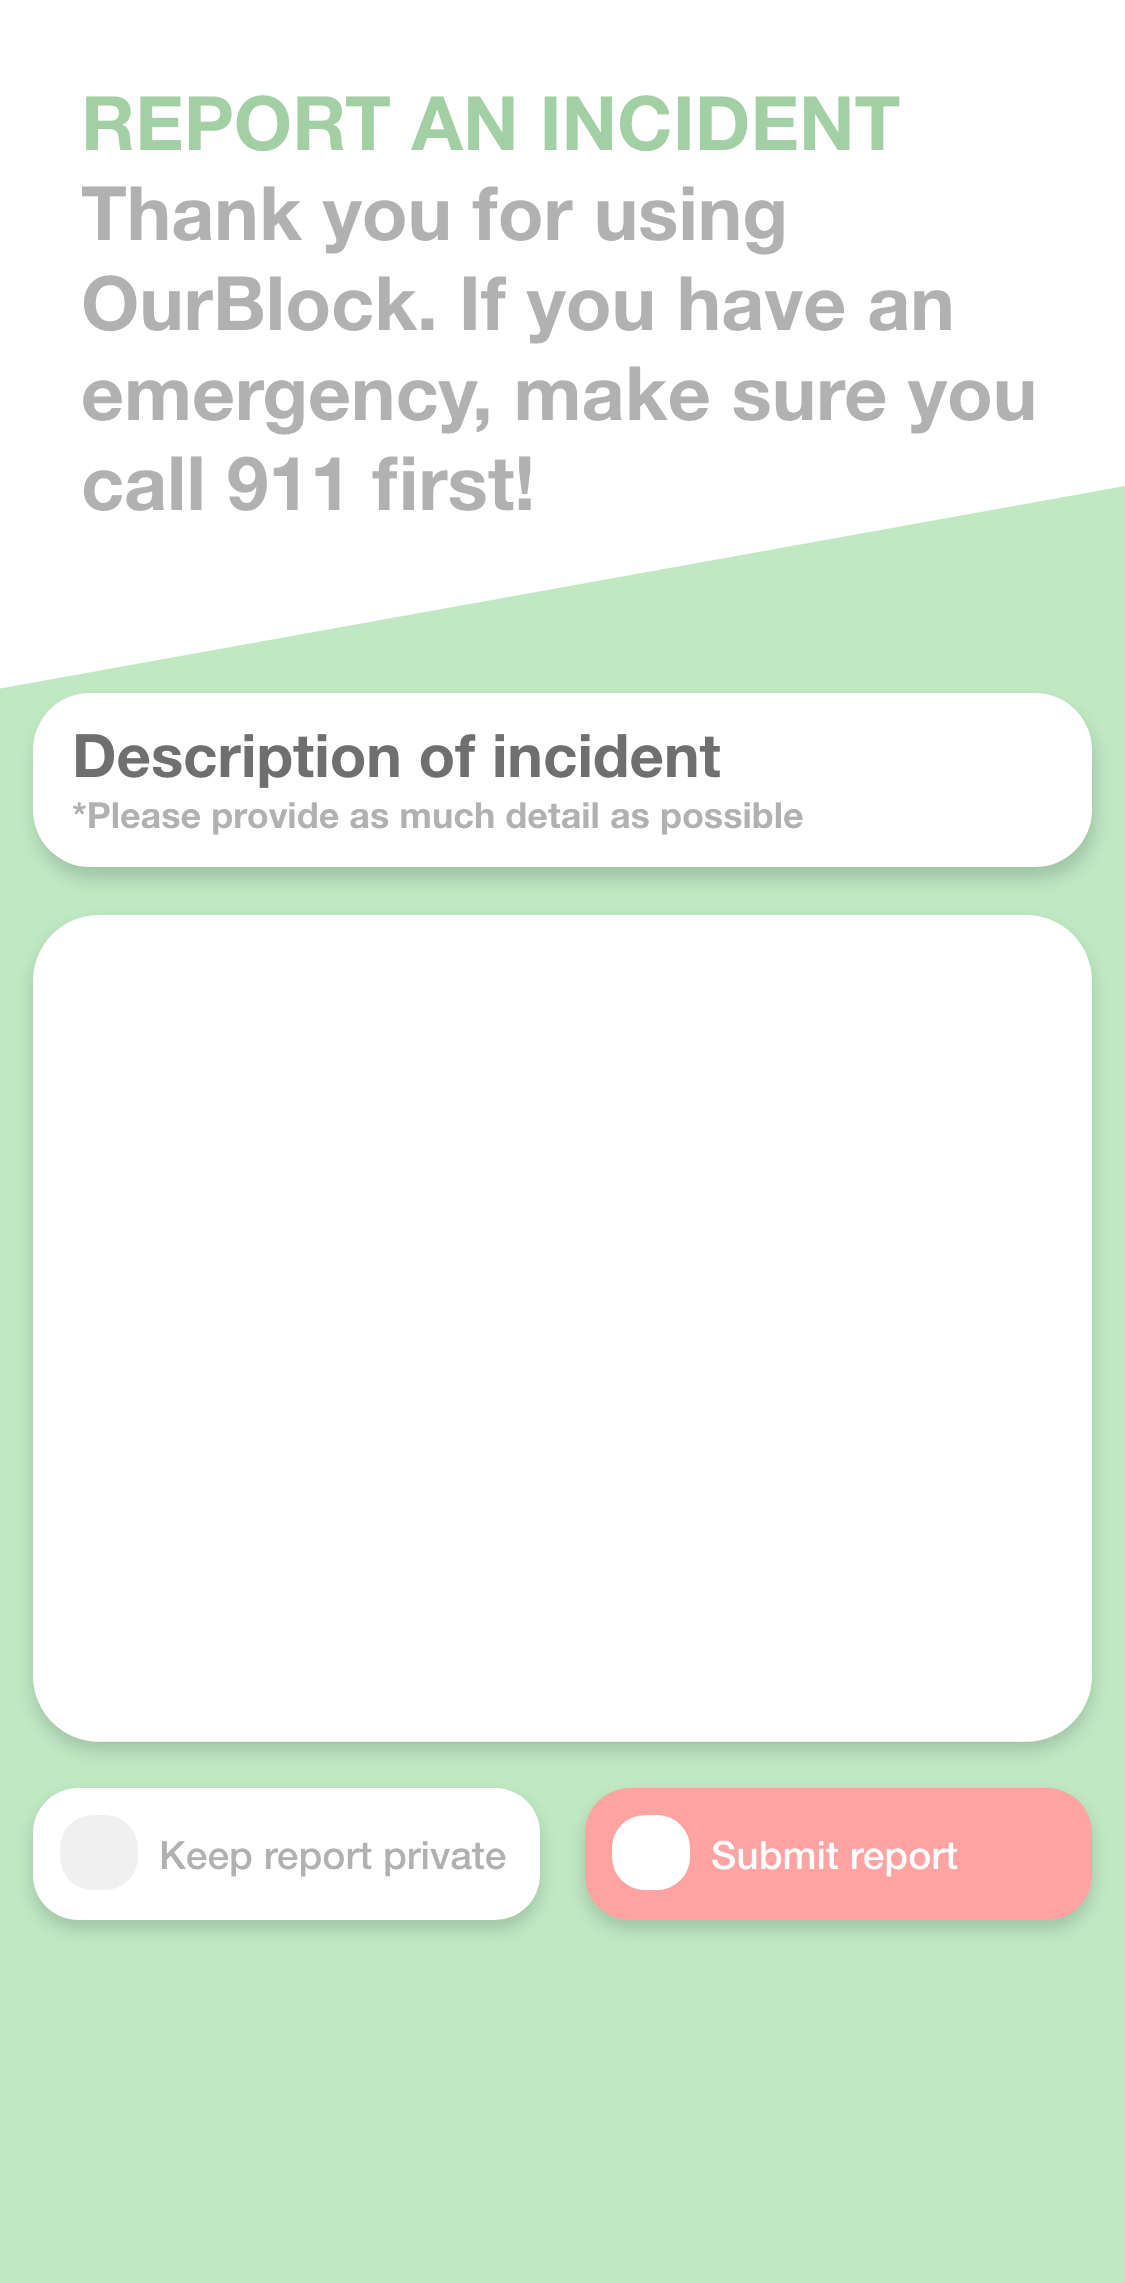 REPORT AN INCIDENT
Thank you for using
OurBlock. If you have an
emergency, make sure you
call 911 first!
Description of incident
*Please provide as much detail as possible
Keep report private
Submit report